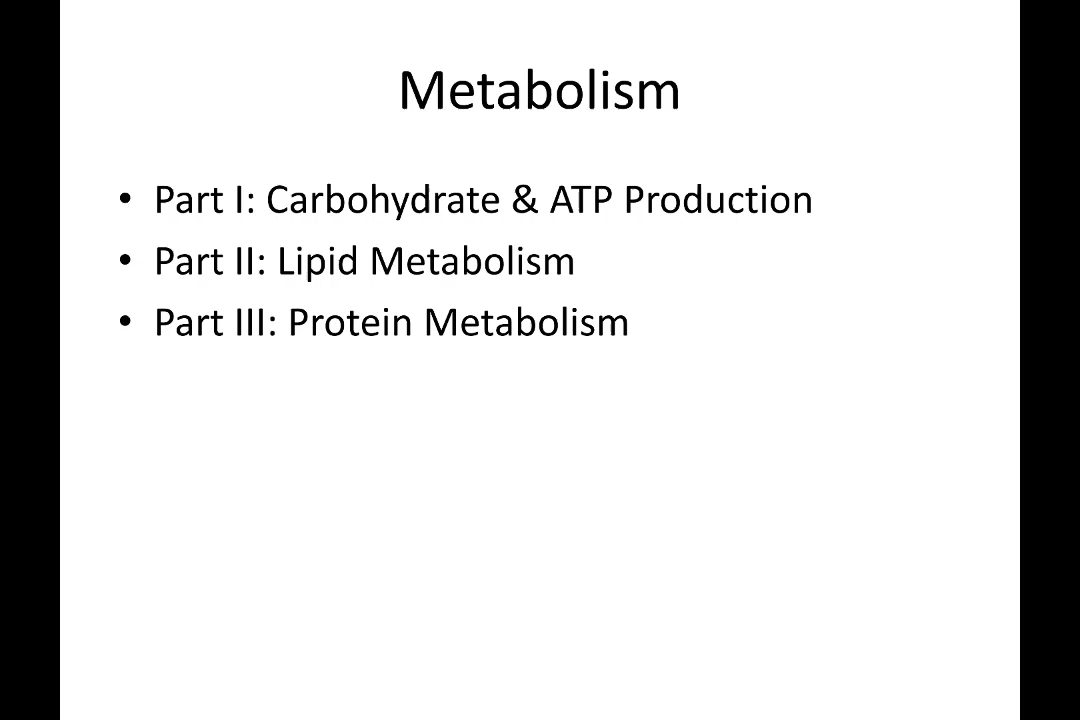 Metabolism
• Part I: Carbohydrate & ATP Production
• Part II: Lipid Metabolism
• Part III: Protein Metabolism